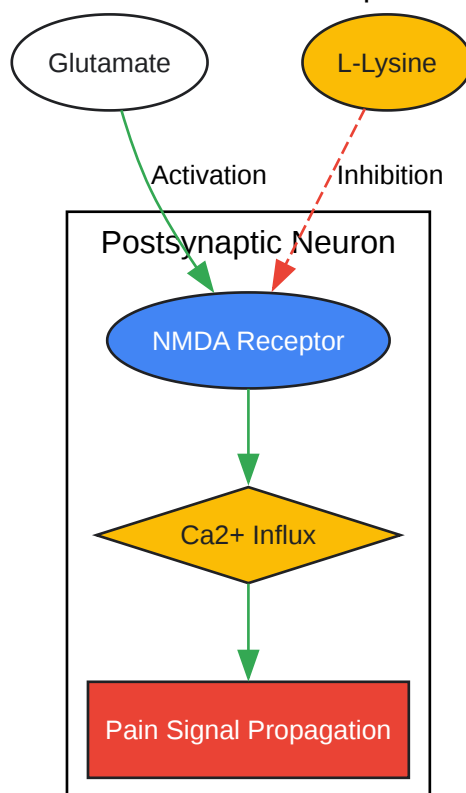 Glutamate
L-Lysine
Activation
Inhibition
Postsynaptic Neuron
NMDA Receptor
Ca2+ Influx
Pain Signal Propagation